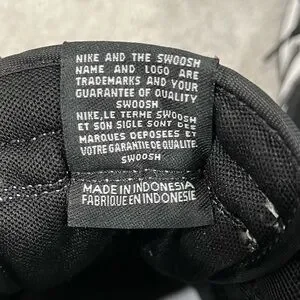 NIKE AND THE SWOOSH
NAME AND LOGO ARE
TRADEMARKS AND YOUR
GUARANTEE OF QUALITY
SWOOSH
NIKE,LE TERME SWOOSH
ET SON SIGLE SONT DES
MARQUES DEPOSEES ET
VOTRE GARANTIE DE QUALITE
SWOOSH
MADE IN INDONESIA
FABRIQUE EN INDONESIE